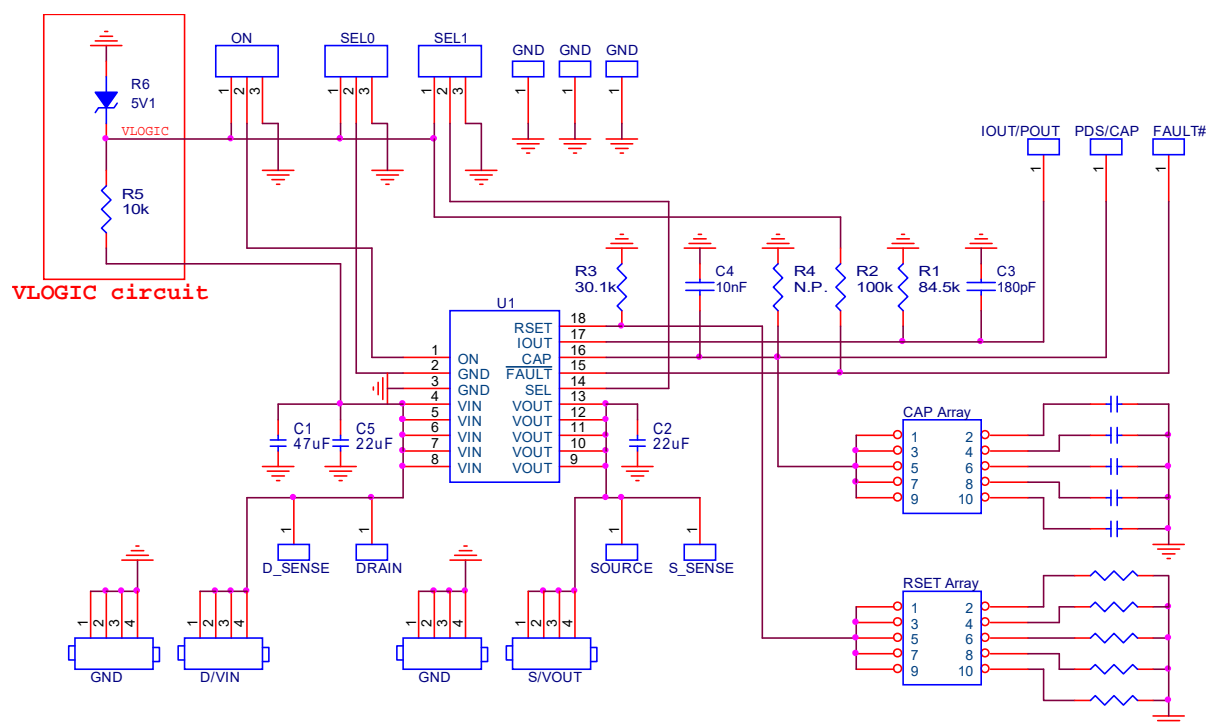 ON
SEL0
SEL1
GND
GND
GND
R6
5V1
1
2
3
1
2
3
1
2
3
1
1
1
VLOGIC
IOUT/POUT
PDS/CAP
FAULT#
1
1
1
R5
10k
VLOGIC circuit
R3
30.1k
C4
10nF
R4
N.P.
R2
100k
R1
84.5k
C3
180pF
U1
1
2
3
4
5
6
7
8
ON
GND
GND
VIN
VIN
VIN
VIN
VIN
RSET
IOUT
CAP
FAULT
SEL
VOUT
VOUT
VOUT
VOUT
VOUT
18
17
16
15
14
13
12
11
10
9
C1
47uF
C5
22uF
C2
22uF
CAP Array
1
3
5
7
9
2
4
6
8
10
1
D_SENSE
1
DRAIN
1
SOURCE
1
S_SENSE
1
2
3
4
GND
1
2
3
4
D/VIN
1
2
3
4
GND
1
2
3
4
S/VOUT
RSET Array
1
3
5
7
9
2
4
6
8
10